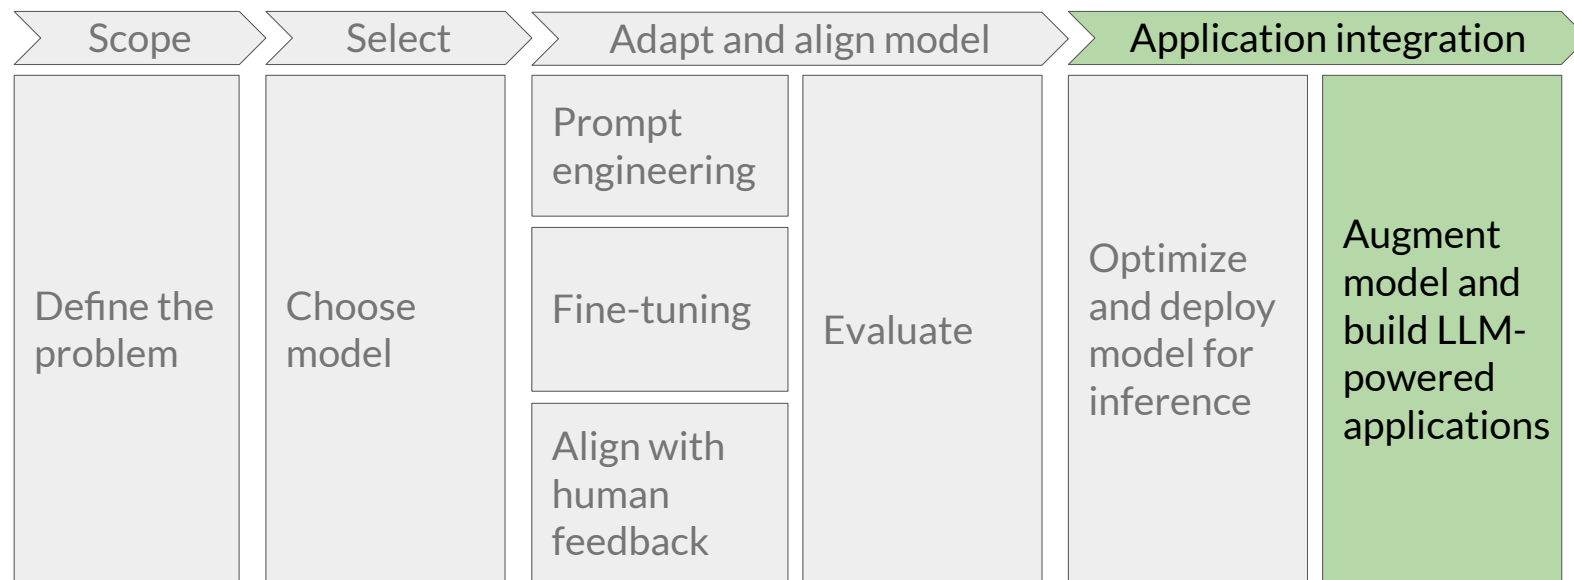 Scope
Select
Adapt and align model
Application integration
Define the
problem
Choose
model
Prompt
engineering
Fine-tuning
Align with
human
feedback
Evaluate
Optimize
and deploy
model for
inference
Augment
model and
build LLM-
powered
applications